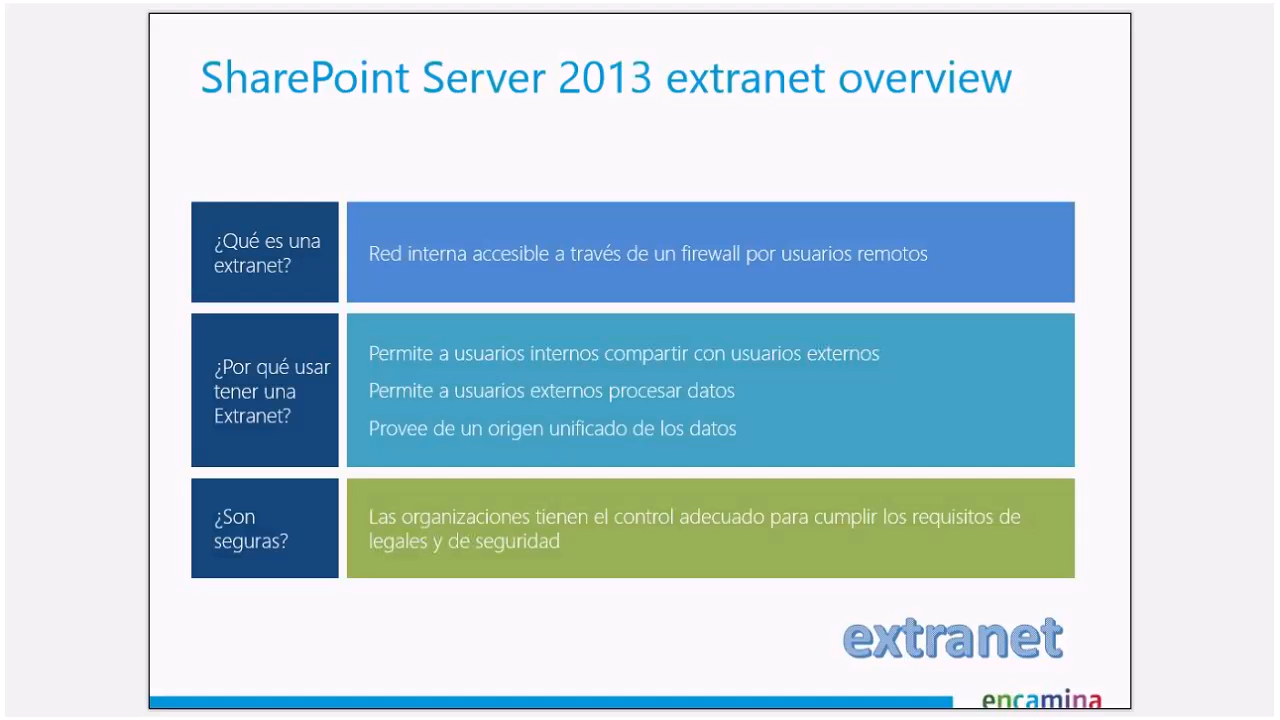 SharePoint Server 2013 extranet overview
¿Qué es una
extranet?
Red interna accesible a través de un firewall por usuarios remotos
¿Por qué usar
tener una
Extranet?
Permite a usuarios internos compartir con usuarios externos
Permite a usuarios externos procesar datos
Provee de un origen unificado de los datos
¿Son
seguras?
Las organizaciones tienen el control adecuado para cumplir los requisitos de
legales y de seguridad
extranet
encamina